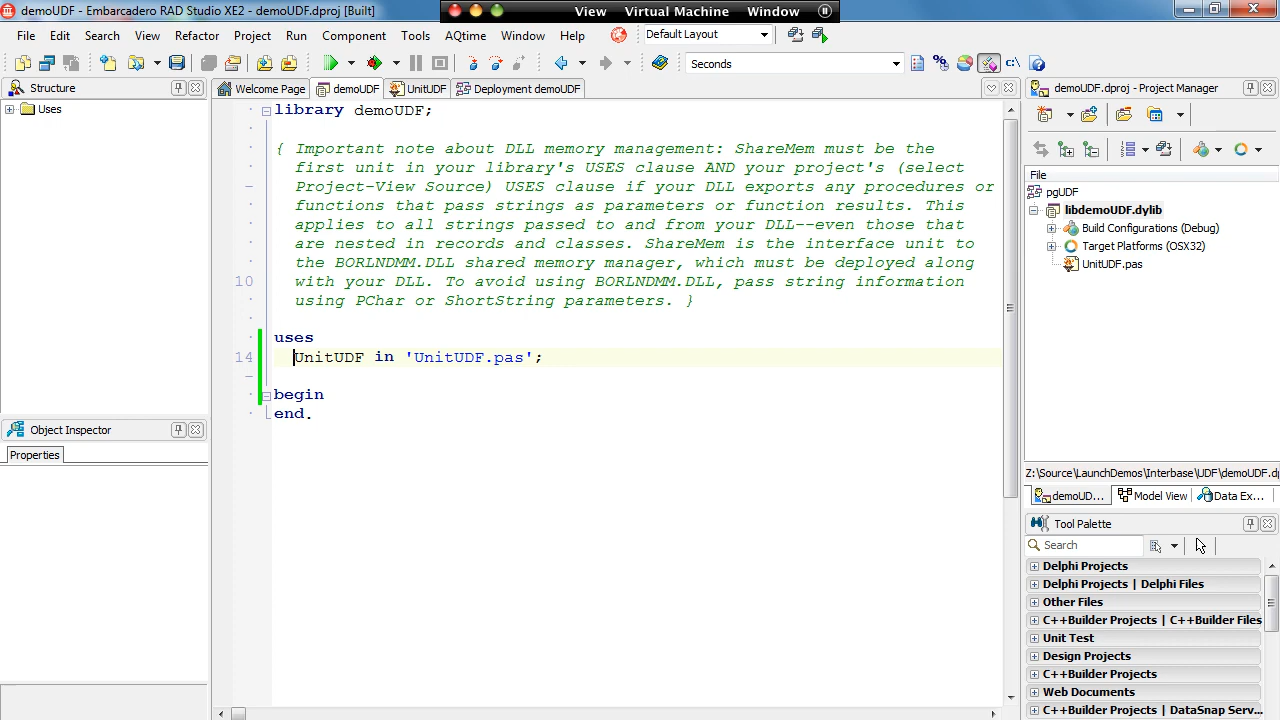 demoUDF - Embarcadero RAD Studio XE2 - demoUDF.dproj [Built]
View Virtual Machine Window
File Edit Search View Refactor Project Run Component Tools AQtime Window Help
Default Layout
Seconds
C:\
Structure
Uses
Welcome Page demoUDF UnitUDF Deployment demoUDF
library demoUDF;
{ Important note about DLL memory management: ShareMem must be the
first unit in your library's USES clause AND your project's (select
Project-View Source) USES clause if your DLL exports any procedures or
functions that pass strings as parameters or function results. This
applies to all strings passed to and from your DLL--even those that
are nested in records and classes. ShareMem is the interface unit to
the BORLNDMM.DLL shared memory manager, which must be deployed along
10 with your DLL. To avoid using BORLNDMM.DLL, pass string information
using PChar or ShortString parameters. }
uses
14 UnitUDF in 'UnitUDF.pas';
begin
end.
Object Inspector
Properties
demoUDF.dproj - Project Manager
File
pgUDF
libdemoUDF.dylib
Build Configurations (Debug)
Target Platforms (OSX32)
UnitUDF.pas
Z:\Source\LaunchDemos\Interbase\UDF\demoUDF.dp
demoUD... Model View Data Ex...
Tool Palette
Search
Delphi Projects
Delphi Projects | Delphi Files
Other Files
C++Builder Projects | C++Builder Files
Unit Test
Design Projects
C++Builder Projects
Web Documents
C++Builder Projects | DataSnap Serv...